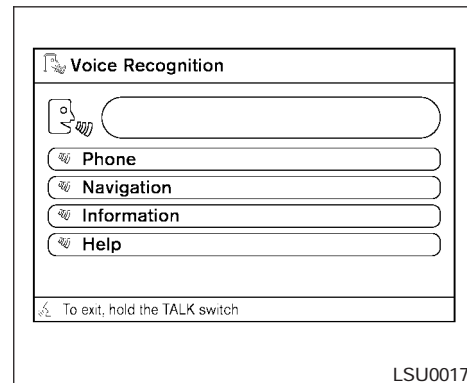 Voice Recognition
Phone
Navigation
Information
Help
To exit, hold the TALK switch
LSU0017